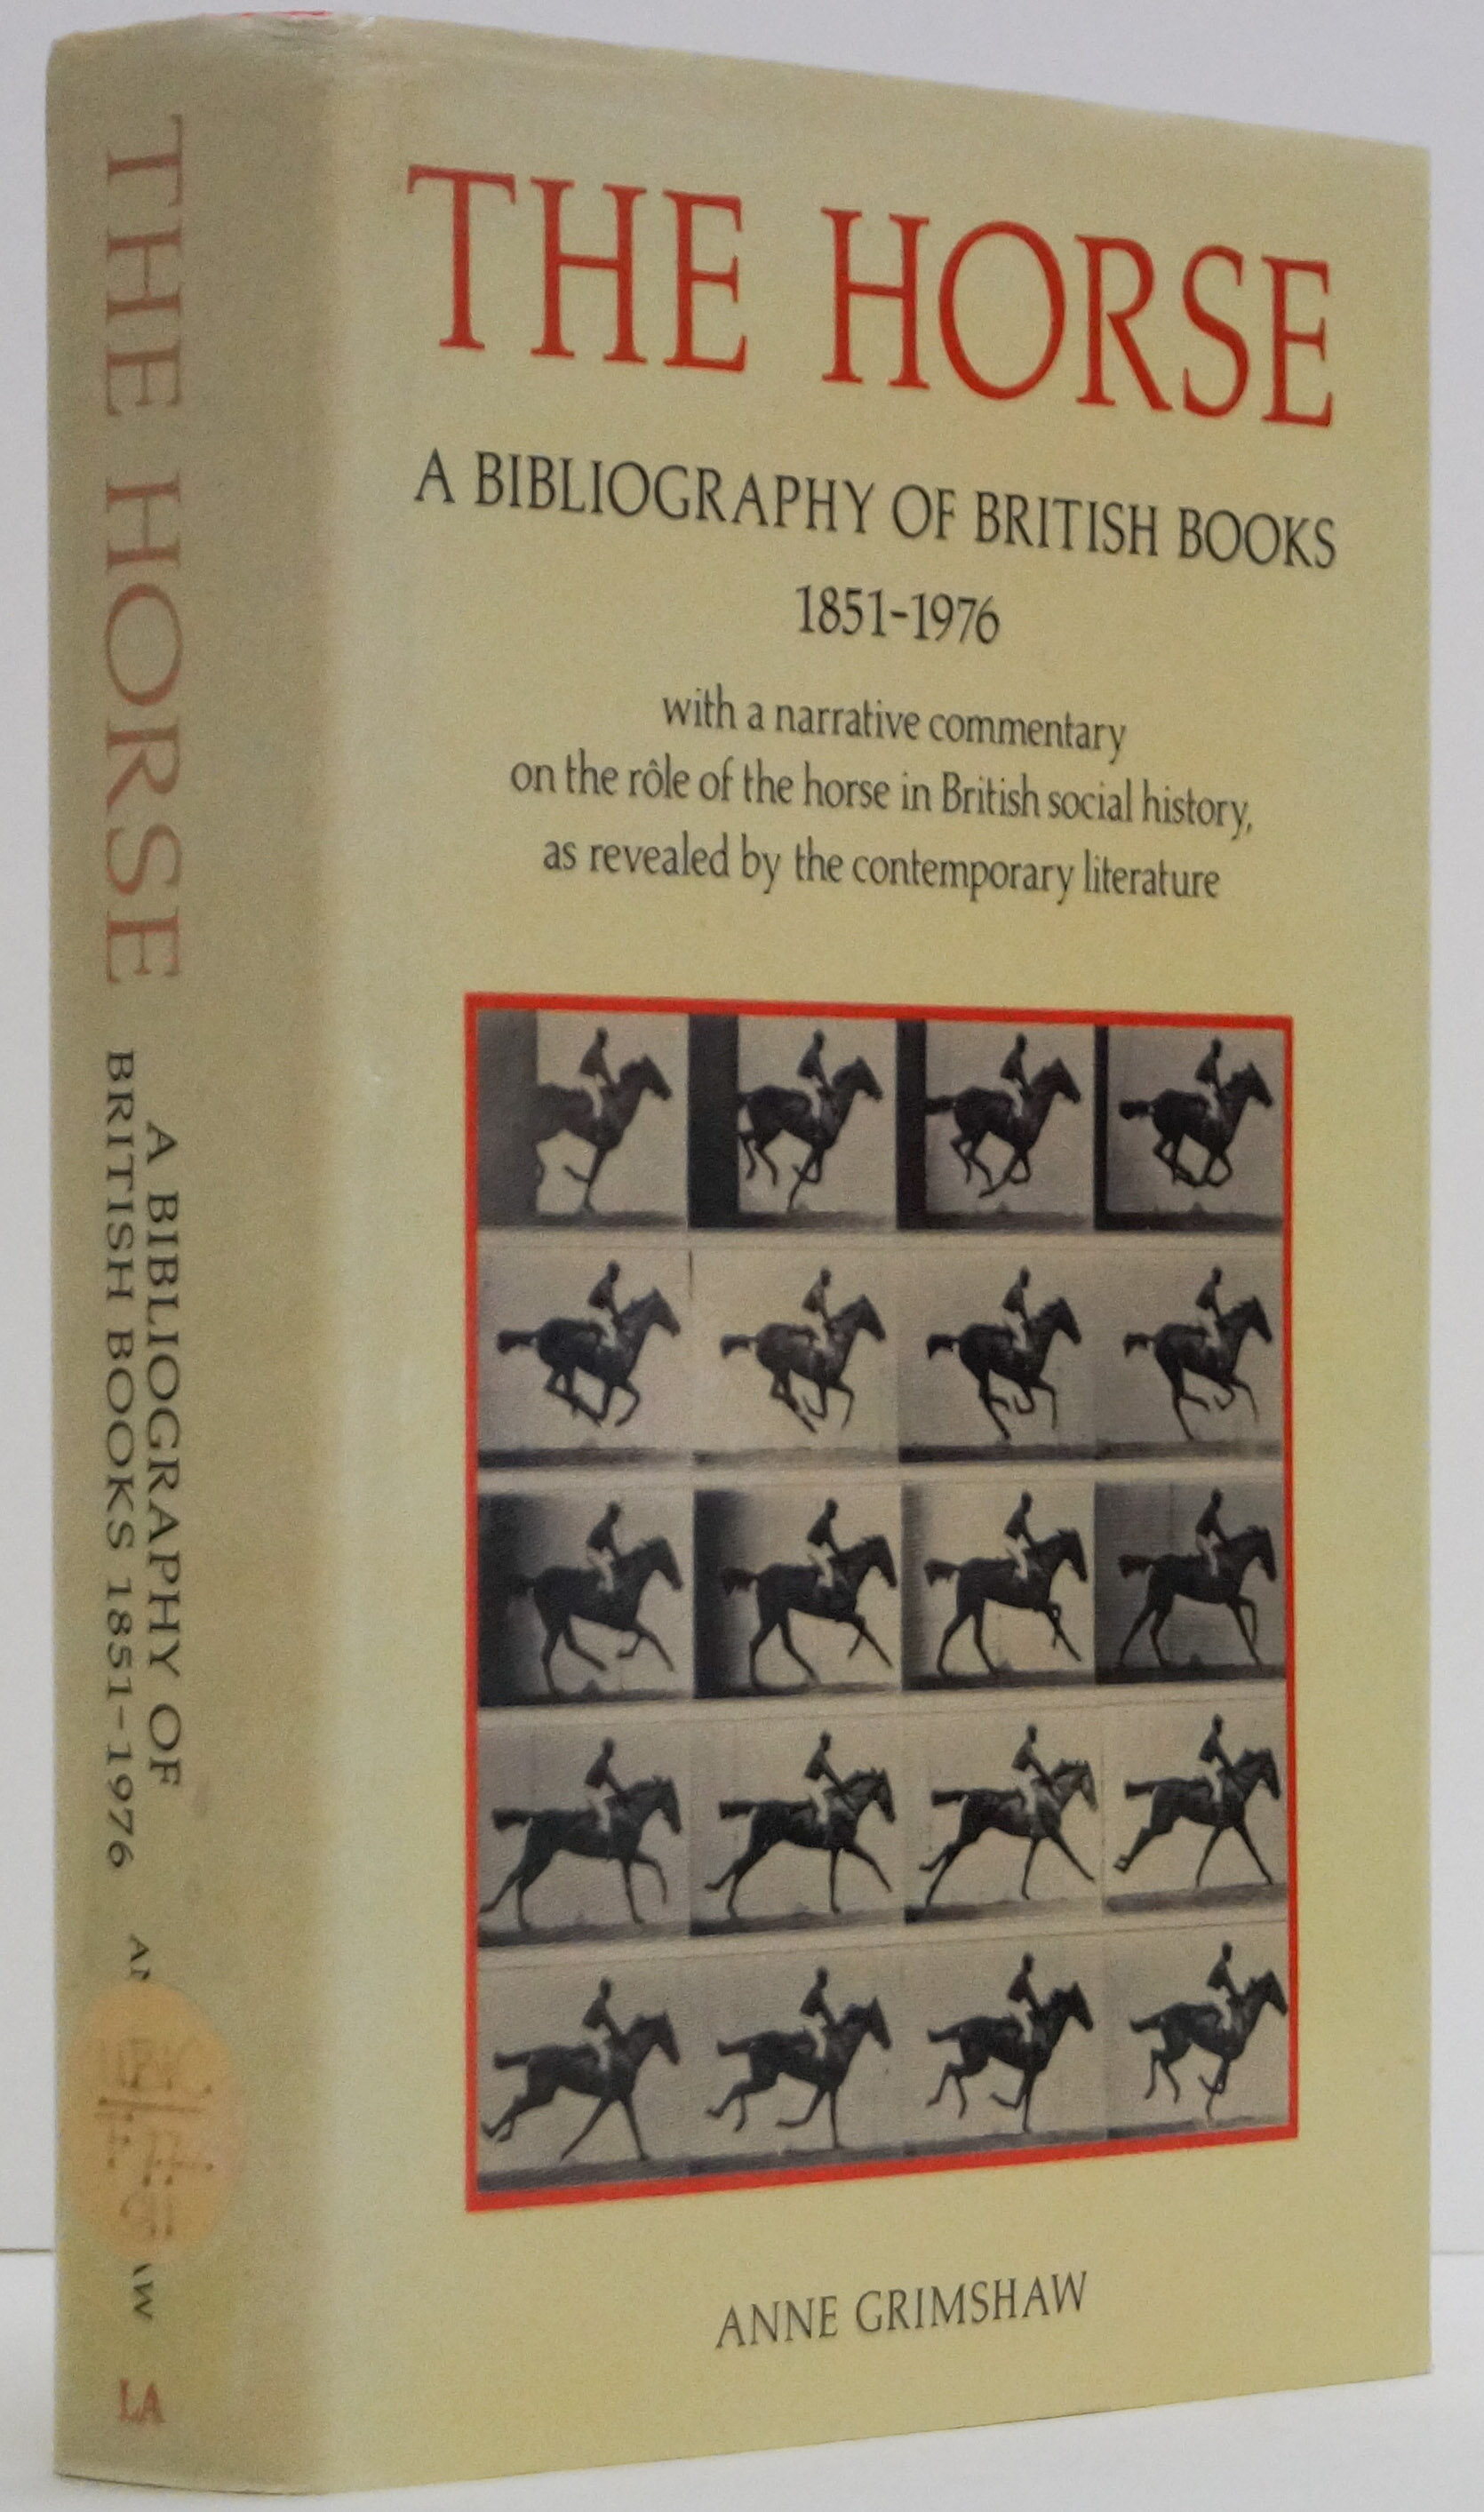 THE HORSE
A BIBLIOGRAPHY OF
BRITISH BOOKS 1851-1976
LA
THE HORSE
A BIBLIOGRAPHY OF BRITISH BOOKS
1851-1976
with a narrative commentary
on the rôle of the horse in British social history,
as revealed by the contemporary literature
ANNE GRIMSHAW